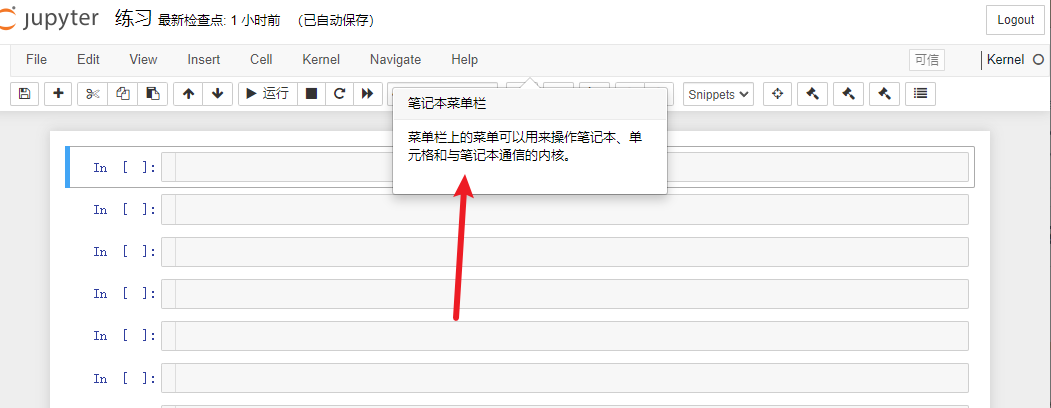 jupyter 练习 最新检查点: 1 小时前 (已自动保存) Logout
File Edit View Insert Cell Kernel Navigate Help 可信 Kernel
运行 Snippets
笔记本菜单栏
菜单栏上的菜单可以用来操作笔记本、单
元格和与笔记本通信的内核。
In [ ]:
In [ ]:
In [ ]:
In [ ]:
In [ ]:
In [ ]: